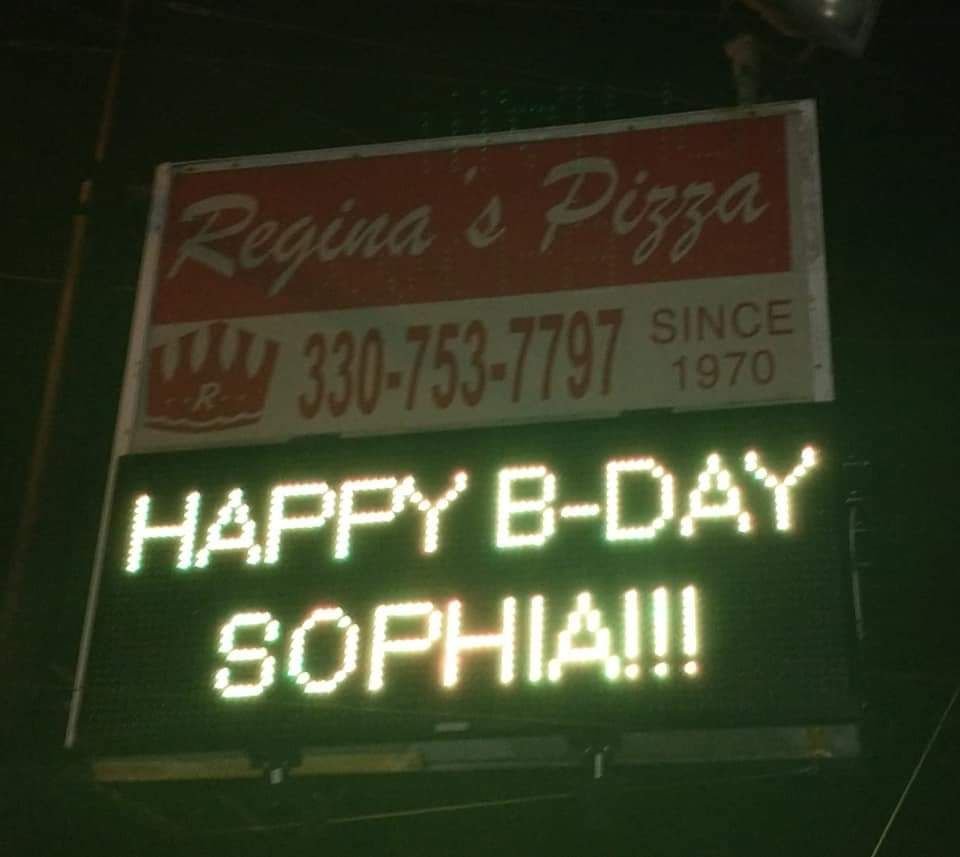 Regina's Pizza
R
330-753-7797
SINCE
1970
HAPPY B-DAY
SOPHIA!!!